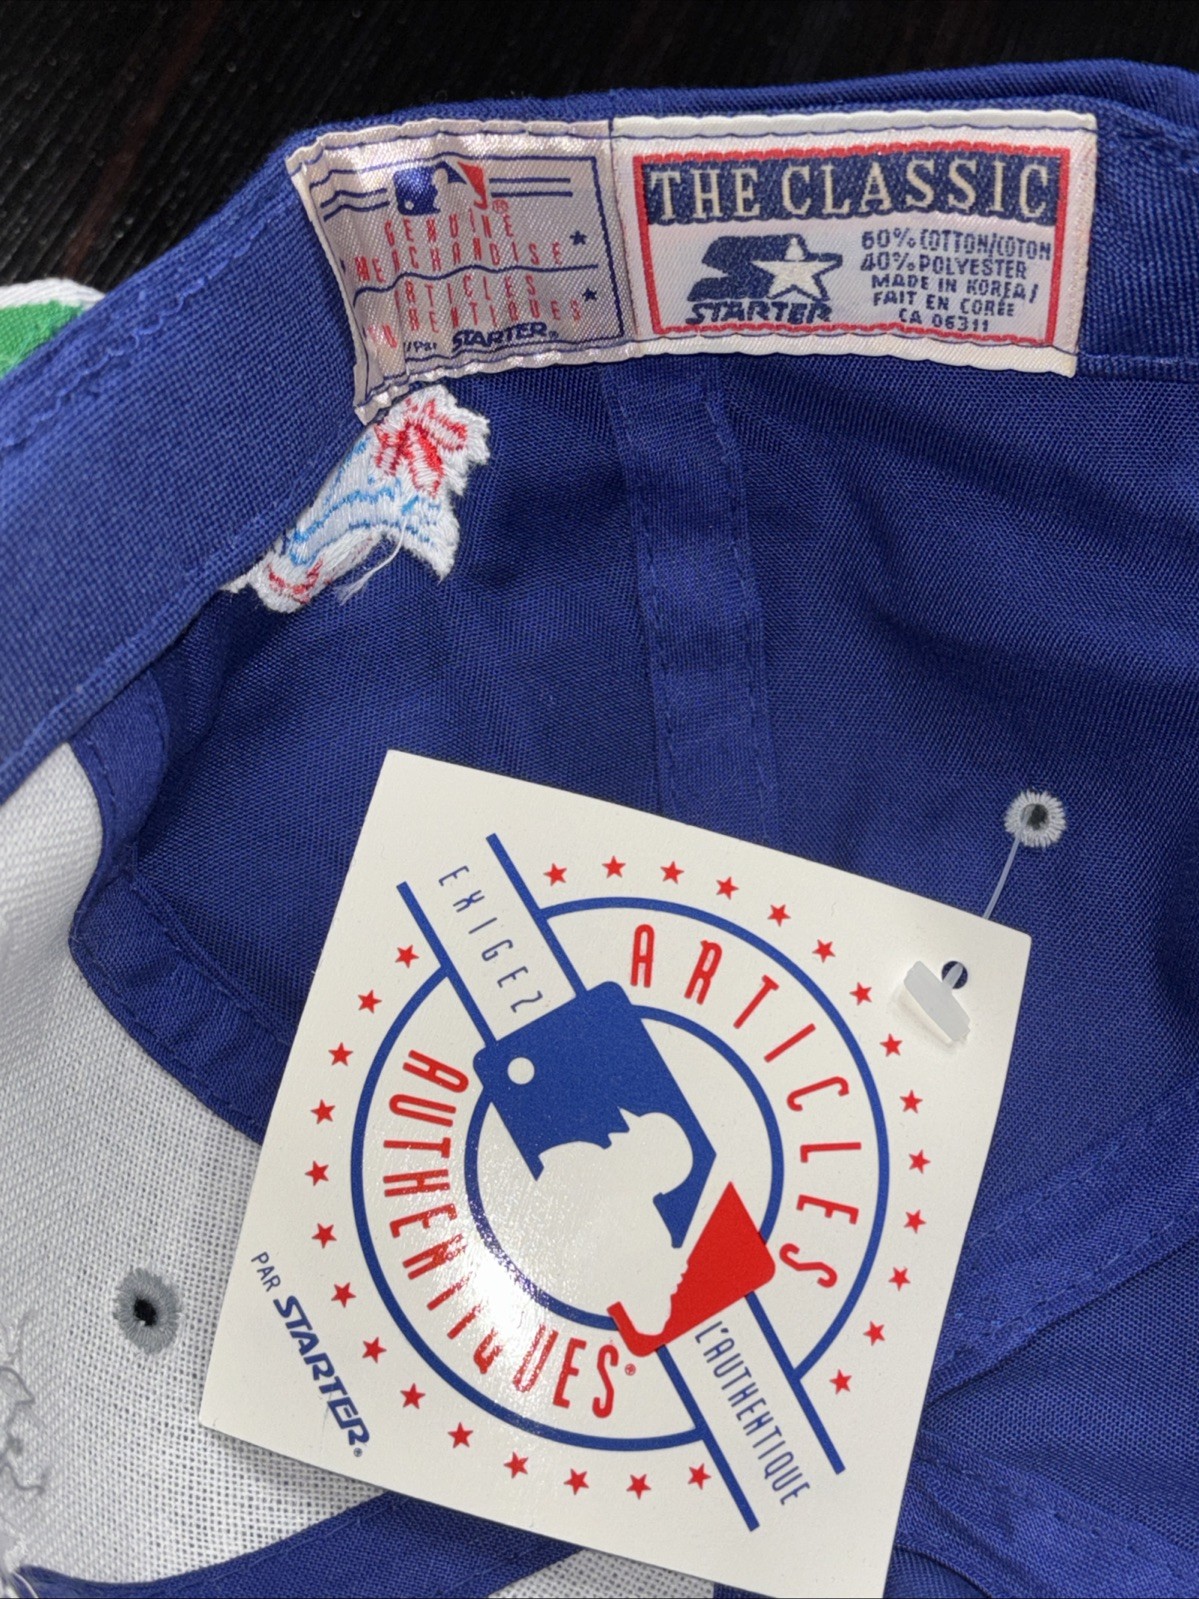 GENUINE
MERCHANDISE
ARTICLES
AUTHENTIQUES
/PAR STARTER®
THE CLASSIC
STARTER
60% COTTON/COTON
40% POLYESTER
MADE IN KOREA/
FAIT EN CORÉE
CA 06311
EXIGEZ
ARTICLES
AUTHENTIQUES®
L'AUTHENTIQUE
PAR STARTER®